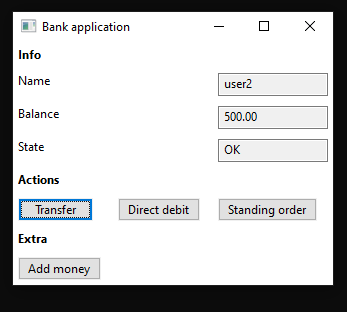 Bank application
Info
Name user2
Balance 500.00
State OK
Actions
Transfer Direct debit Standing order
Extra
Add money